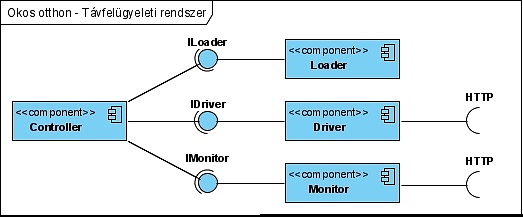 Okos otthon - Távfelügyeleti rendszer
ILoader
<<component>>
Loader
<<component>>
Controller
IDriver
<<component>>
Driver
HTTP
IMonitor
<<component>>
Monitor
HTTP